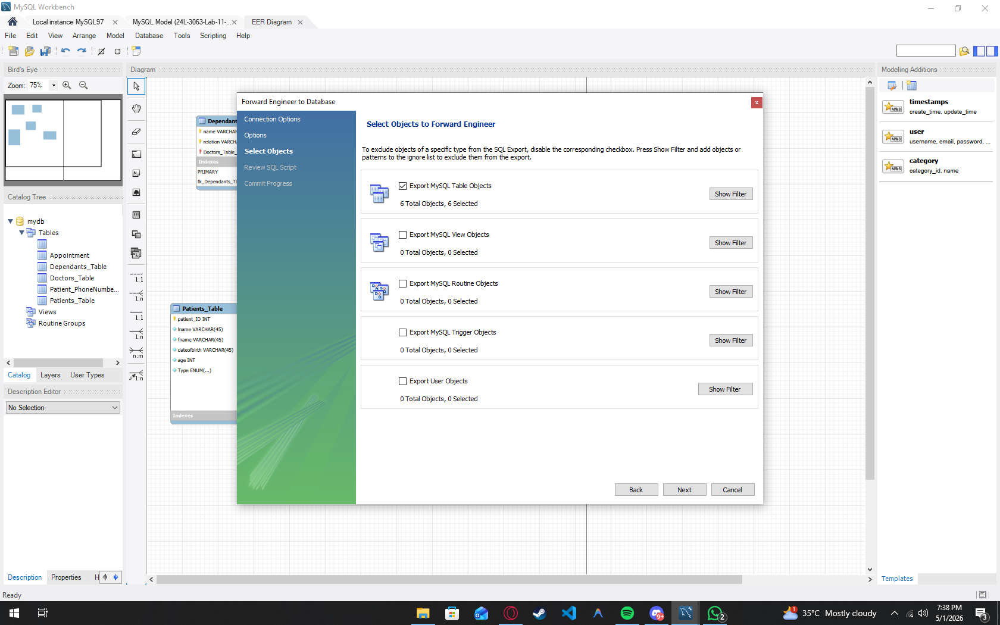 MySQL Workbench
Local instance MySQL97
MySQL Model (24L-3063-Lab-11-...
EER Diagram
File Edit View Arrange Model Database Tools Scripting Help
Bird's Eye
Zoom: 75%
Catalog Tree
mydb
Tables
Appointment
Dependants_Table
Doctors_Table
Patient_PhoneNumbe...
Patients_Table
Views
Routine Groups
Catalog Layers User Types
Description Editor
No Selection
Description Properties H
Ready
Diagram
1:1
1:n
1:1
1:n
n:m
1:n
Dependant
name VARCHAR
relation VARCH
Doctors_Table_
Indexes
PRIMARY
fk_Dependants_Ta
Patients_Table
patient_ID INT
lname VARCHAR(45)
fname VARCHAR(45)
dateofbirth VARCHAR(45)
age INT
Type ENUM(...)
Indexes
Forward Engineer to Database
Connection Options
Options
Select Objects
Review SQL Script
Commit Progress
Select Objects to Forward Engineer
To exclude objects of a specific type from the SQL Export, disable the corresponding checkbox. Press Show Filter and add objects or
patterns to the ignore list to exclude them from the export.
Export MySQL Table Objects
6 Total Objects, 6 Selected
Show Filter
Export MySQL View Objects
0 Total Objects, 0 Selected
Show Filter
Export MySQL Routine Objects
0 Total Objects, 0 Selected
Show Filter
Export MySQL Trigger Objects
0 Total Objects, 0 Selected
Show Filter
Export User Objects
0 Total Objects, 0 Selected
Show Filter
Back Next Cancel
Modeling Additions
MWB
timestamps
create_time, update_time
MWB
user
username, email, password, ...
MWB
category
category_id, name
Templates
9+
2
1
35°C Mostly cloudy
7:38 PM
5/1/2026
3